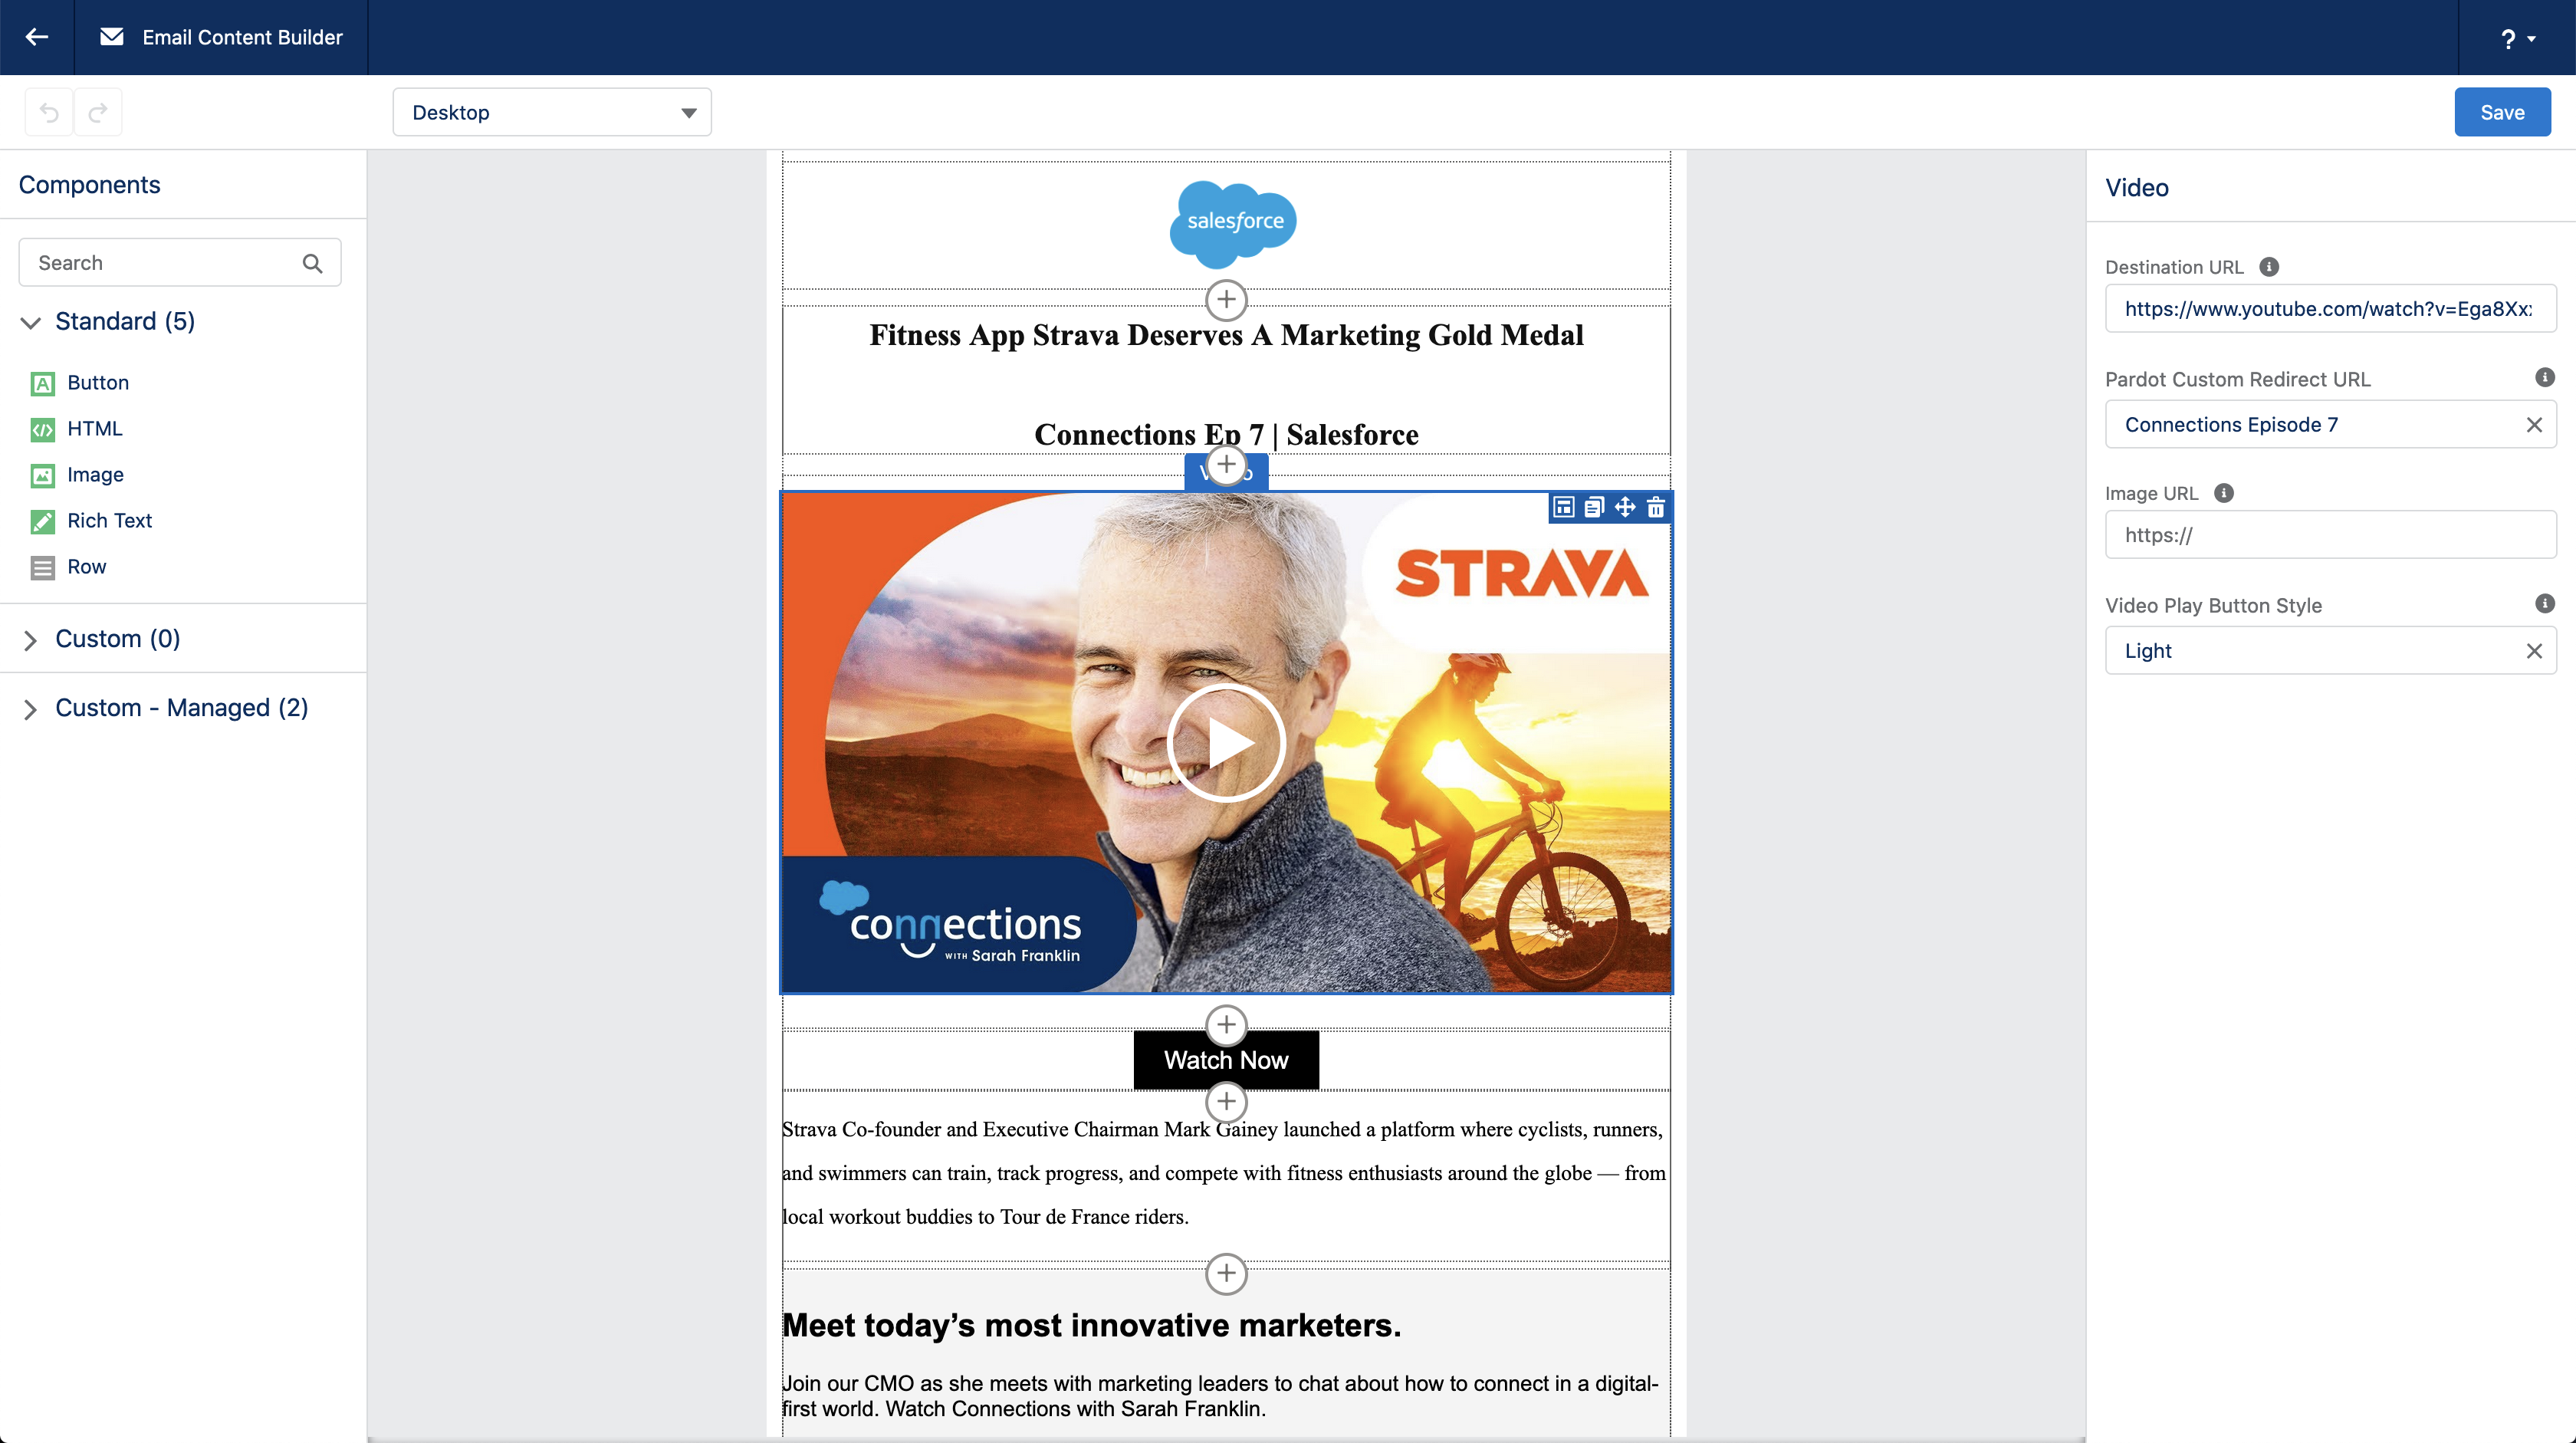 Email Content Builder
?
Desktop
Save
Components
Search
Standard (5)
Button
HTML
Image
Rich Text
Row
Custom (0)
Custom - Managed (2)
salesforce
Fitness App Strava Deserves A Marketing Gold Medal
Connections Ep 7 | Salesforce
STRAVA
connections
WITH Sarah Franklin
Watch Now
Strava Co-founder and Executive Chairman Mark Gainey launched a platform where cyclists, runners,
and swimmers can train, track progress, and compete with fitness enthusiasts around the globe — from
local workout buddies to Tour de France riders.
Meet today’s most innovative marketers.
Join our CMO as she meets with marketing leaders to chat about how to connect in a digital-
first world. Watch Connections with Sarah Franklin.
Video
Destination URL
https://www.youtube.com/watch?v=Ega8Xx
Pardot Custom Redirect URL
Connections Episode 7
Image URL
https://
Video Play Button Style
Light